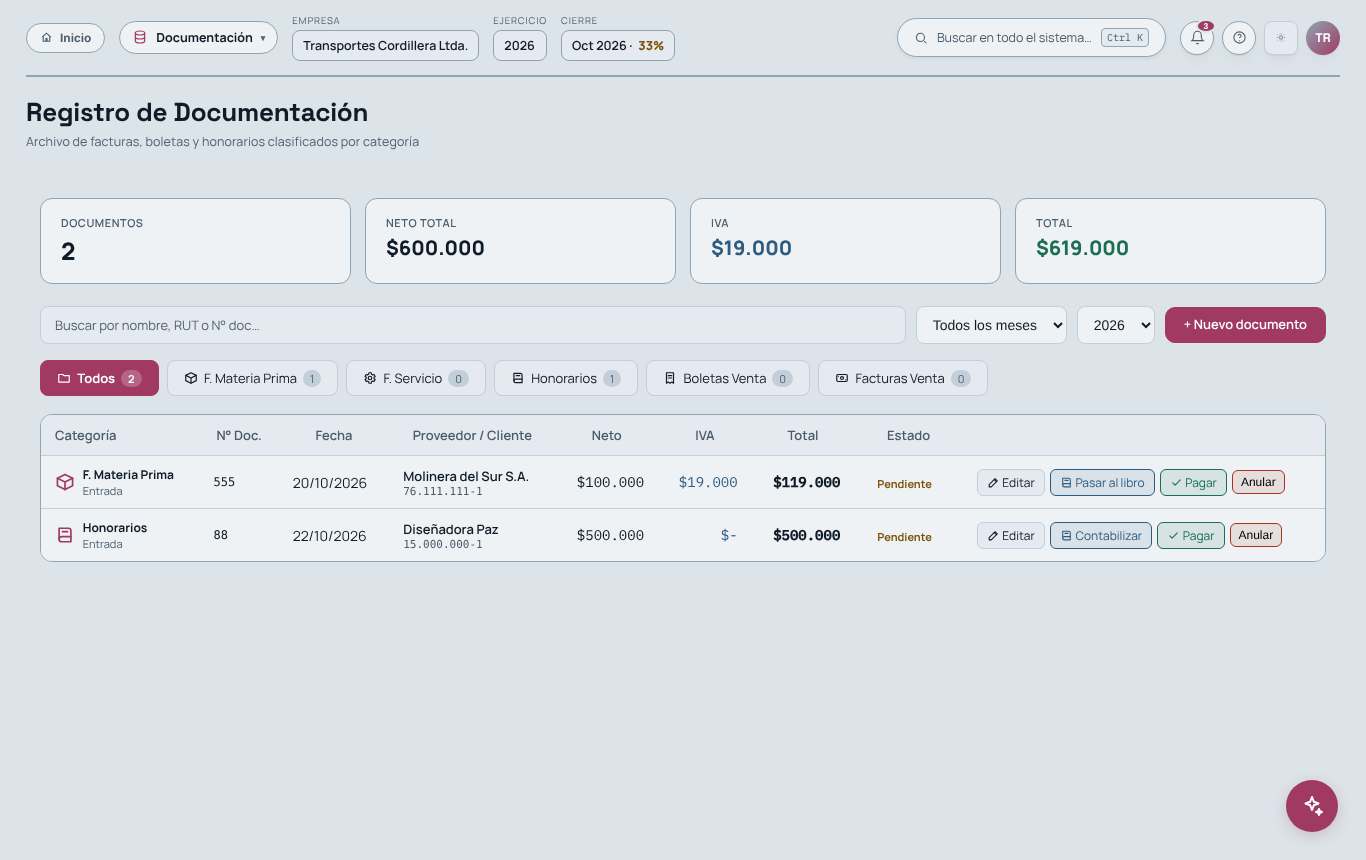 Inicio
Documentación ▾
EMPRESA
Transportes Cordillera Ltda.
EJERCICIO
2026
CIERRE
Oct 2026 · 33%
Buscar en todo el sistema... Ctrl K
3
TR
Registro de Documentación
Archivo de facturas, boletas y honorarios clasificados por categoría
DOCUMENTOS
2
NETO TOTAL
$600.000
IVA
$19.000
TOTAL
$619.000
Buscar por nombre, RUT o N° doc...
Todos los meses
2026
+ Nuevo documento
Todos 2
F. Materia Prima 1
F. Servicio 0
Honorarios 1
Boletas Venta 0
Facturas Venta 0
Categoría N° Doc. Fecha Proveedor / Cliente Neto IVA Total Estado
F. Materia Prima
Entrada
555
20/10/2026
Molinera del Sur S.A.
76.111.111-1
$100.000
$19.000
$119.000
Pendiente
Editar
Pasar al libro
Pagar
Anular
Honorarios
Entrada
88
22/10/2026
Diseñadora Paz
15.000.000-1
$500.000
$-
$500.000
Pendiente
Editar
Contabilizar
Pagar
Anular